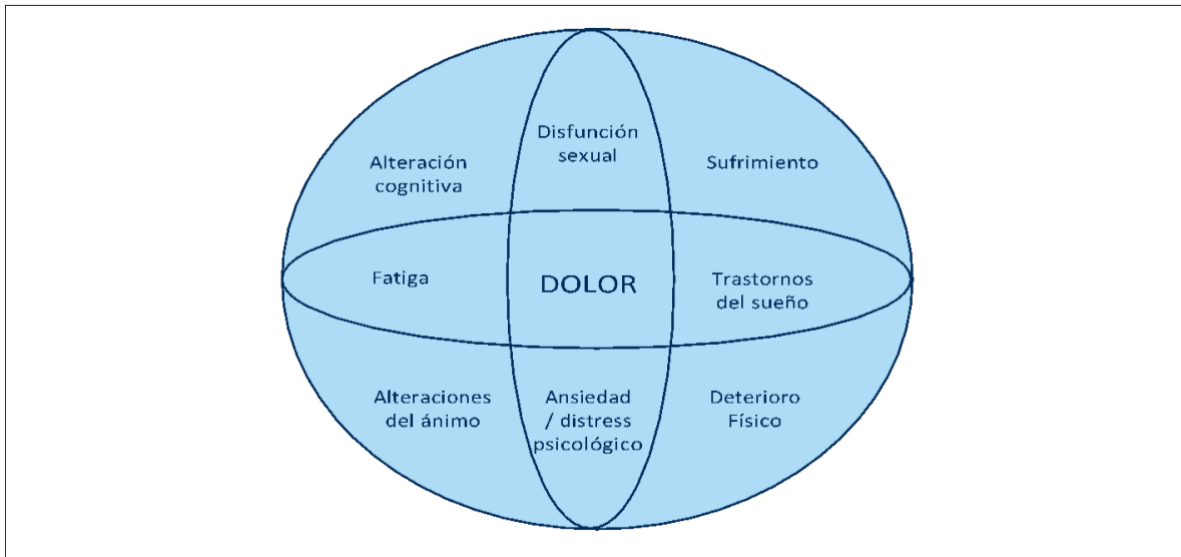 Disfunción
sexual
Alteración
cognitiva
Sufrimiento
Fatiga
DOLOR
Trastornos
del sueño
Alteraciones
del ánimo
Ansiedad
/ distress
psicológico
Deterioro
Físico